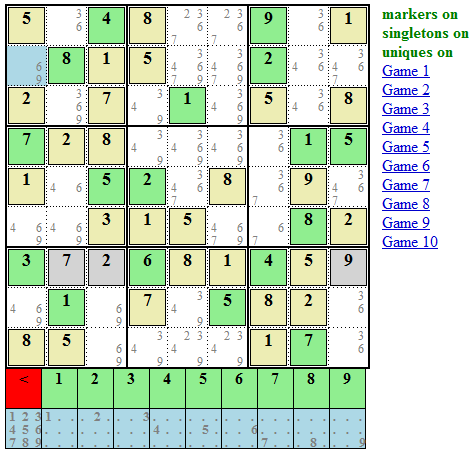 5 3 6 4 8 2 3 6 7 2 3 6 7 9 3 6 1
6 9 8 1 5 3 4 6 7 9 3 4 6 7 9 2 3 4 6 3 4 6 7
2 3 6 9 7 3 4 9 1 3 4 6 9 5 3 4 6 8
7 2 8 3 4 9 3 4 6 9 3 4 6 9 3 6 1 5
1 4 6 5 2 3 4 6 7 8 3 6 7 9 3 4 6 7
4 6 9 4 6 9 3 1 5 4 6 7 9 6 7 8 2
3 7 2 6 8 1 4 5 9
4 6 9 1 6 9 7 3 4 9 5 8 2 3 6
8 5 6 9 3 4 9 2 3 4 9 2 3 4 9 1 7 3 6
< 1 2 3 4 5 6 7 8 9
1 2 3 1 . . . 2 . . . 3 . . . . . . . . . . . . . . . . . .
4 5 6 . . . . . . . . . 4 . . . 5 . . . 6 . . . . . . . . .
7 8 9 . . . . . . . . . . . . . . . . . . 7 . . . 8 . . . 9
markers on
singletons on
uniques on
Game 1
Game 2
Game 3
Game 4
Game 5
Game 6
Game 7
Game 8
Game 9
Game 10